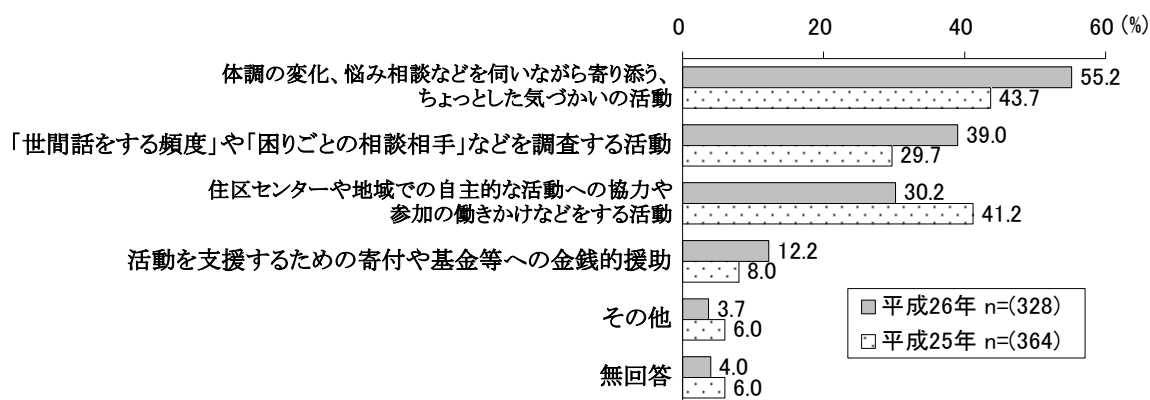 0 20 40 60 (%)
体調の変化、悩み相談などを伺いながら寄り添う、
ちょっとした気づかいの活動
55.2
43.7
「世間話をする頻度」や「困りごとの相談相手」などを調査する活動
39.0
29.7
住区センターや地域での自主的な活動への協力や
参加の働きかけなどをする活動
30.2
41.2
活動を支援するための寄付や基金等への金銭的援助
12.2
8.0
その他
3.7
6.0
無回答
4.0
6.0
平成26年 n=(328)
平成25年 n=(364)